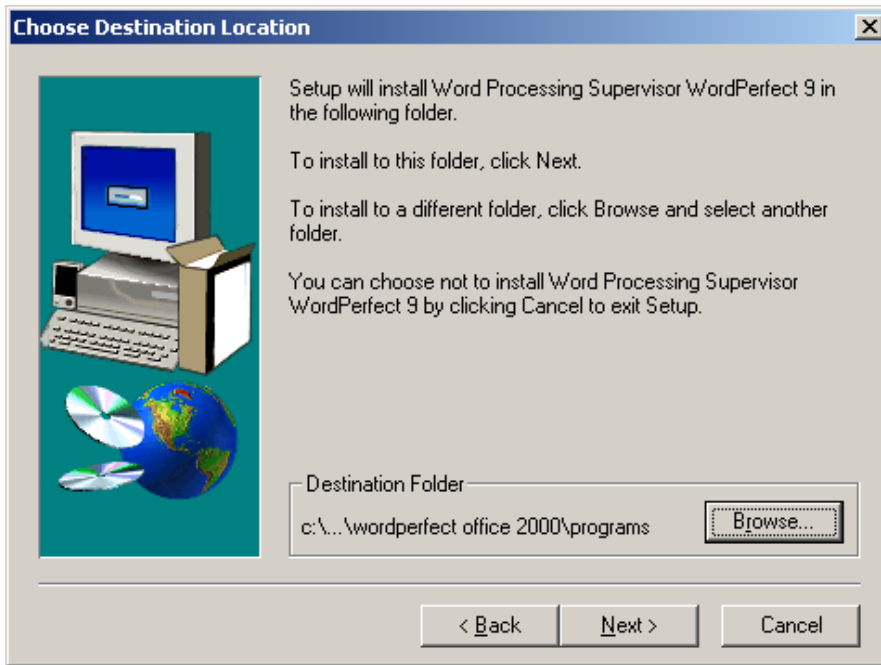 Choose Destination Location
Setup will install Word Processing Supervisor WordPerfect 9 in
the following folder.
To install to this folder, click Next.
To install to a different folder, click Browse and select another
folder.
You can choose not to install Word Processing Supervisor
WordPerfect 9 by clicking Cancel to exit Setup.
Destination Folder
c:\...\wordperfect office 2000\programs
Browse...
< Back
Next >
Cancel